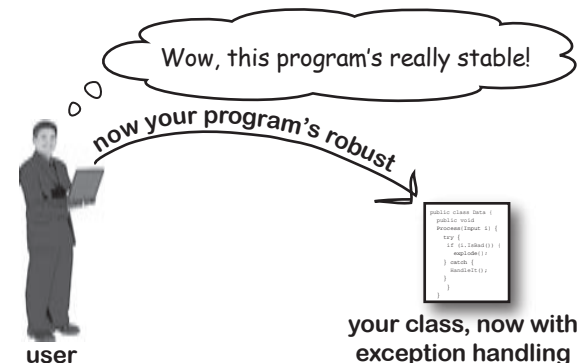 Wow, this program's really stable!
now your program's robust
public class Data {
public void
Process(Input i) {
try {
if (i.IsBad()) {
explode();
} catch {
HandleIt();
}
}
}
your class, now with
exception handling
user